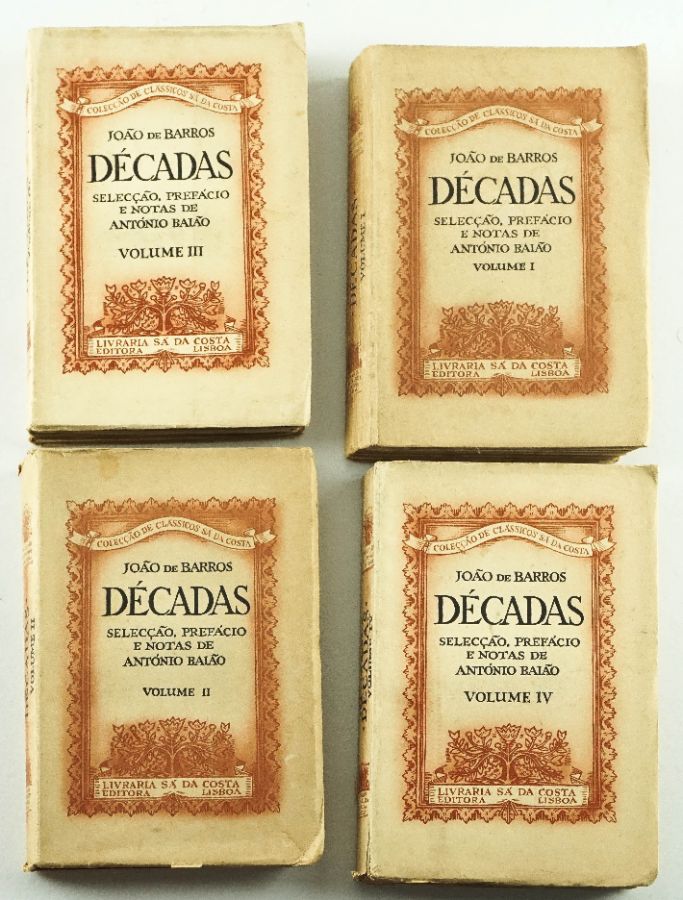 COLECÇÃO DE CLÁSSICOS SÁ DA COSTA
JOÃO DE BARROS
DÉCADAS
SELECÇÃO, PREFÁCIO
E NOTAS DE
ANTÓNIO BAIÃO
VOLUME III
LIVRARIA SÁ DA COSTA
EDITORA LISBOA
DÉCADAS
VOLUME I
COLECÇÃO DE CLÁSSICOS SÁ DA COSTA
JOÃO DE BARROS
DÉCADAS
SELECÇÃO, PREFÁCIO
E NOTAS DE
ANTÓNIO BAIÃO
VOLUME I
LIVRARIA SÁ DA COSTA
EDITORA LISBOA
DÉCADAS
VOLUME II
COLECÇÃO DE CLÁSSICOS SÁ DA COSTA
JOÃO DE BARROS
DÉCADAS
SELECÇÃO, PREFÁCIO
E NOTAS DE
ANTÓNIO BAIÃO
VOLUME II
LIVRARIA SÁ DA COSTA
EDITORA LISBOA
COLECÇÃO DE CLÁSSICOS SÁ DA COSTA
JOÃO DE BARROS
DÉCADAS
SELECÇÃO, PREFÁCIO
E NOTAS DE
ANTÓNIO BAIÃO
VOLUME IV
LIVRARIA SÁ DA COSTA
EDITORA LISBOA